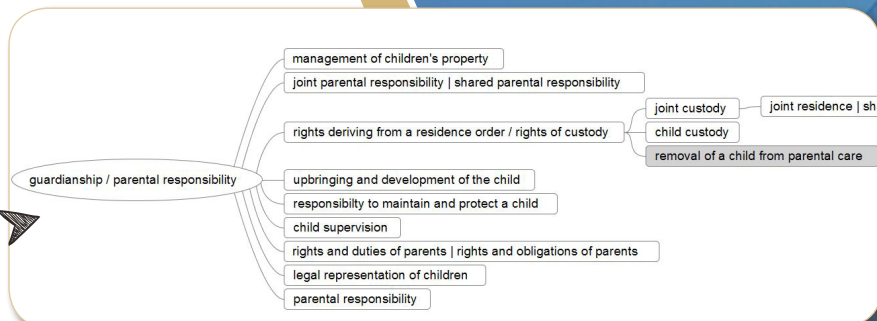 management of children's property
joint parental responsibility | shared parental responsibility
joint custody
joint residence | sh
rights deriving from a residence order / rights of custody
child custody
removal of a child from parental care
guardianship / parental responsibility
upbringing and development of the child
responsibilty to maintain and protect a child
child supervision
rights and duties of parents | rights and obligations of parents
legal representation of children
parental responsibility